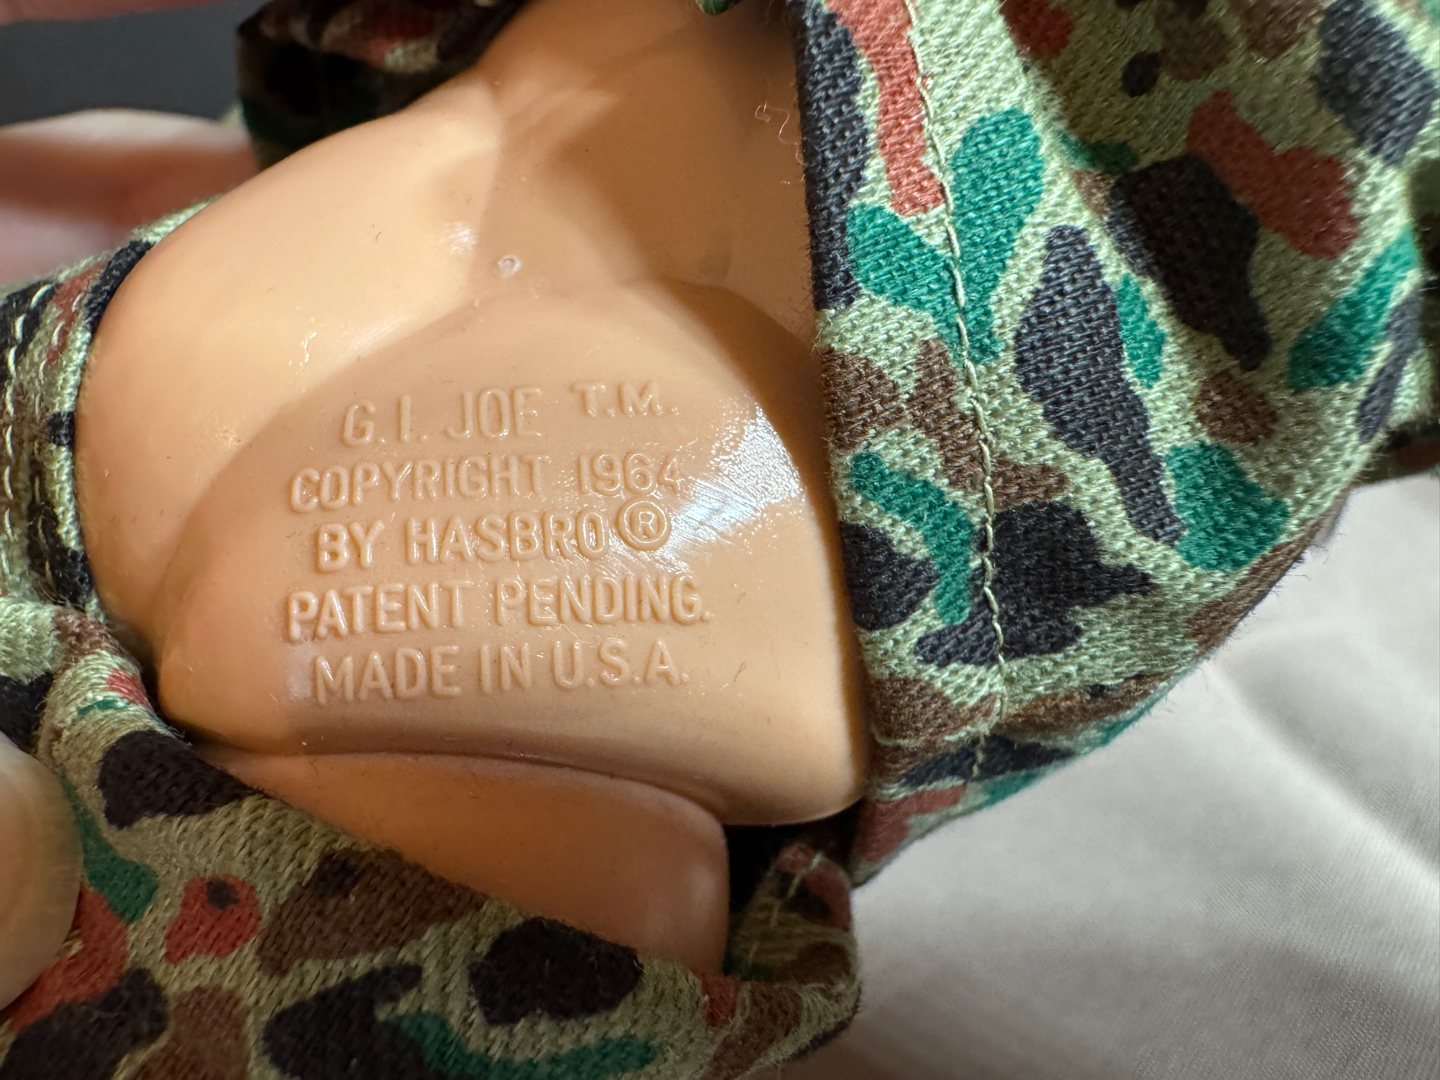 G.I. JOE T.M.
COPYRIGHT 1964
BY HASBRO®
PATENT PENDING.
MADE IN U.S.A.